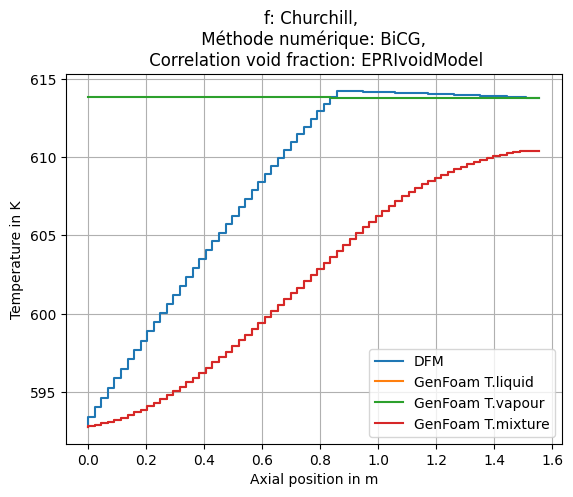 f: Churchill,
Méthode numérique: BiCG,
Correlation void fraction: EPRIvoidModel
615
610
605
600
595
Temperature in K
DFM
GenFoam T.liquid
GenFoam T.vapour
GenFoam T.mixture
0.0 0.2 0.4 0.6 0.8 1.0 1.2 1.4 1.6
Axial position in m